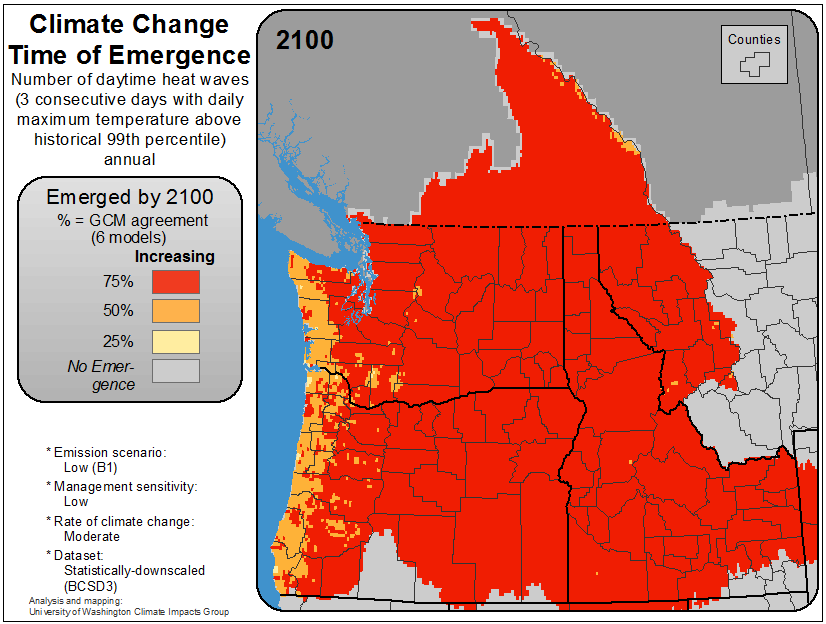 Climate Change
Time of Emergence
Number of daytime heat waves
(3 consecutive days with daily
maximum temperature above
historical 99th percentile)
annual
Emerged by 2100
% = GCM agreement
(6 models)
Increasing
75%
50%
25%
No Emer-
gence
* Emission scenario:
Low (B1)
* Management sensitivity:
Low
* Rate of climate change:
Moderate
* Dataset:
Statistically-downscaled
(BCSD3)
Analysis and mapping:
University of Washington Climate Impacts Group
2100
Counties